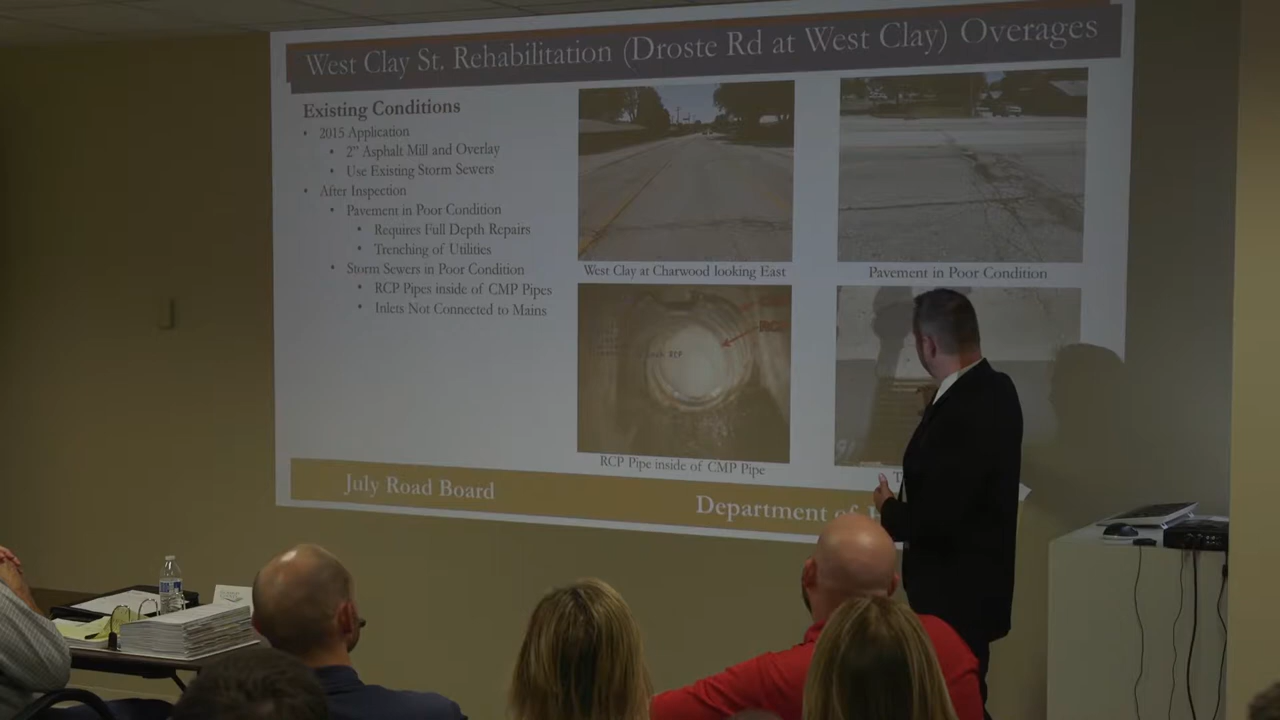 West Clay St. Rehabilitation (Droste Rd at West Clay) Overages
Existing Conditions
• 2015 Application
• 2" Asphalt Mill and Overlay
• Use Existing Storm Sewers
• After Inspection
• Pavement in Poor Condition
• Requires Full Depth Repairs
• Trenching of Utilities
• Storm Sewers in Poor Condition
• RCP Pipes inside of CMP Pipes
• Inlets Not Connected to Mains
West Clay at Charwood looking East
Pavement in Poor Condition
RCP
RCP Pipe inside of CMP Pipe
July Road Board
Department of